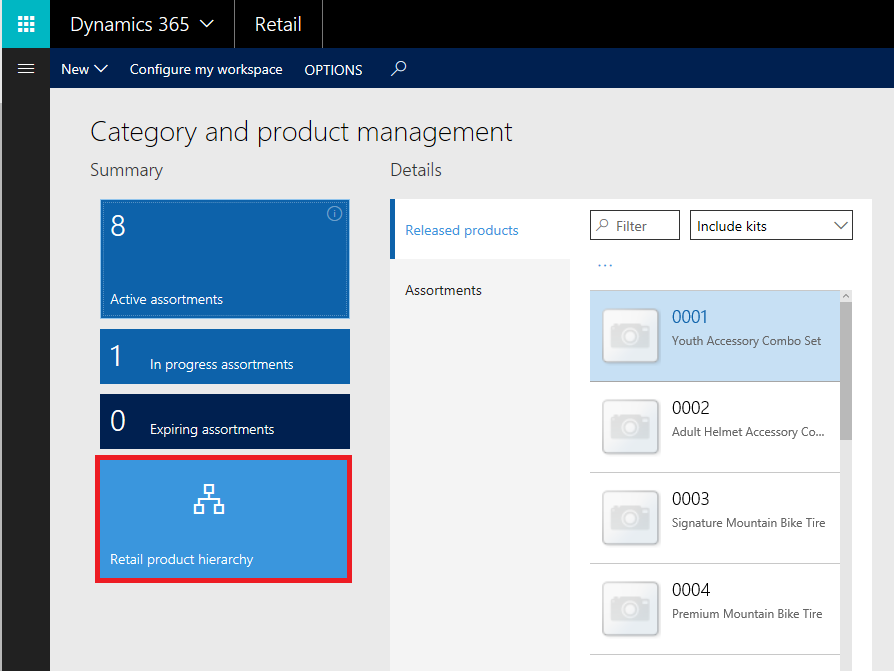 Dynamics 365
Retail
New
Configure my workspace
OPTIONS
Category and product management
Summary
Details
8
Active assortments
1
In progress assortments
0
Expiring assortments
Retail product hierarchy
Released products
Assortments
Filter
Include kits
...
0001
Youth Accessory Combo Set
0002
Adult Helmet Accessory Co...
0003
Signature Mountain Bike Tire
0004
Premium Mountain Bike Tire